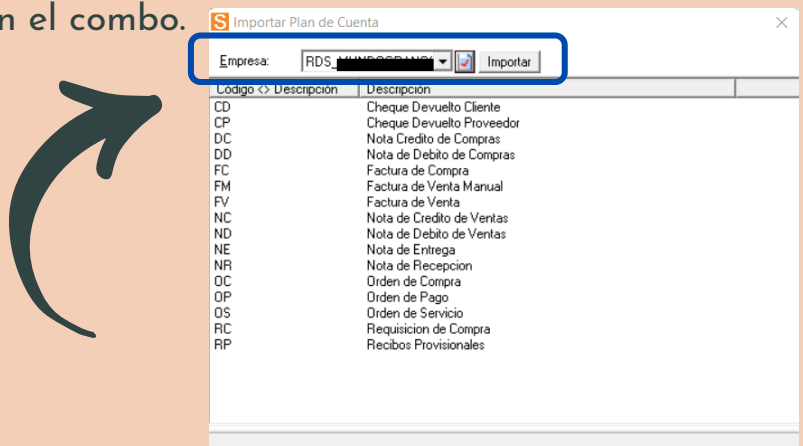 n el combo.
S Importar Plan de Cuenta
Empresa: RDS_ Importar
Código <> Descripción Descripción
CD Cheque Devuelto Cliente
CP Cheque Devuelto Proveedor
DC Nota Credito de Compras
DD Nota de Debito de Compras
FC Factura de Compra
FM Factura de Venta Manual
FV Factura de Venta
NC Nota de Credito de Ventas
ND Nota de Debito de Ventas
NE Nota de Entrega
NR Nota de Recepcion
OC Orden de Compra
OP Orden de Pago
OS Orden de Servicio
RC Requisicion de Compra
RP Recibos Provisionales